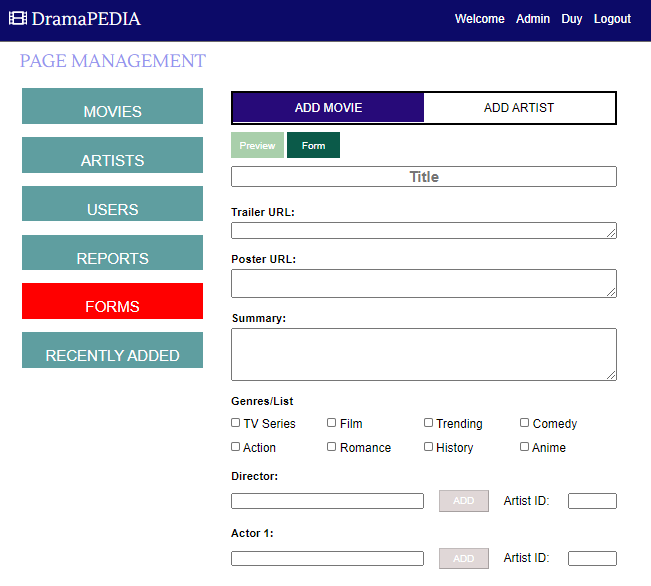 DramaPEDIA Welcome Admin Duy Logout
PAGE MANAGEMENT
MOVIES
ARTISTS
USERS
REPORTS
FORMS
RECENTLY ADDED
ADD MOVIE ADD ARTIST
Preview Form
Title
Trailer URL:
Poster URL:
Summary:
Genres/List
TV Series Film Trending Comedy
Action Romance History Anime
Director:
ADD Artist ID:
Actor 1:
ADD Artist ID: